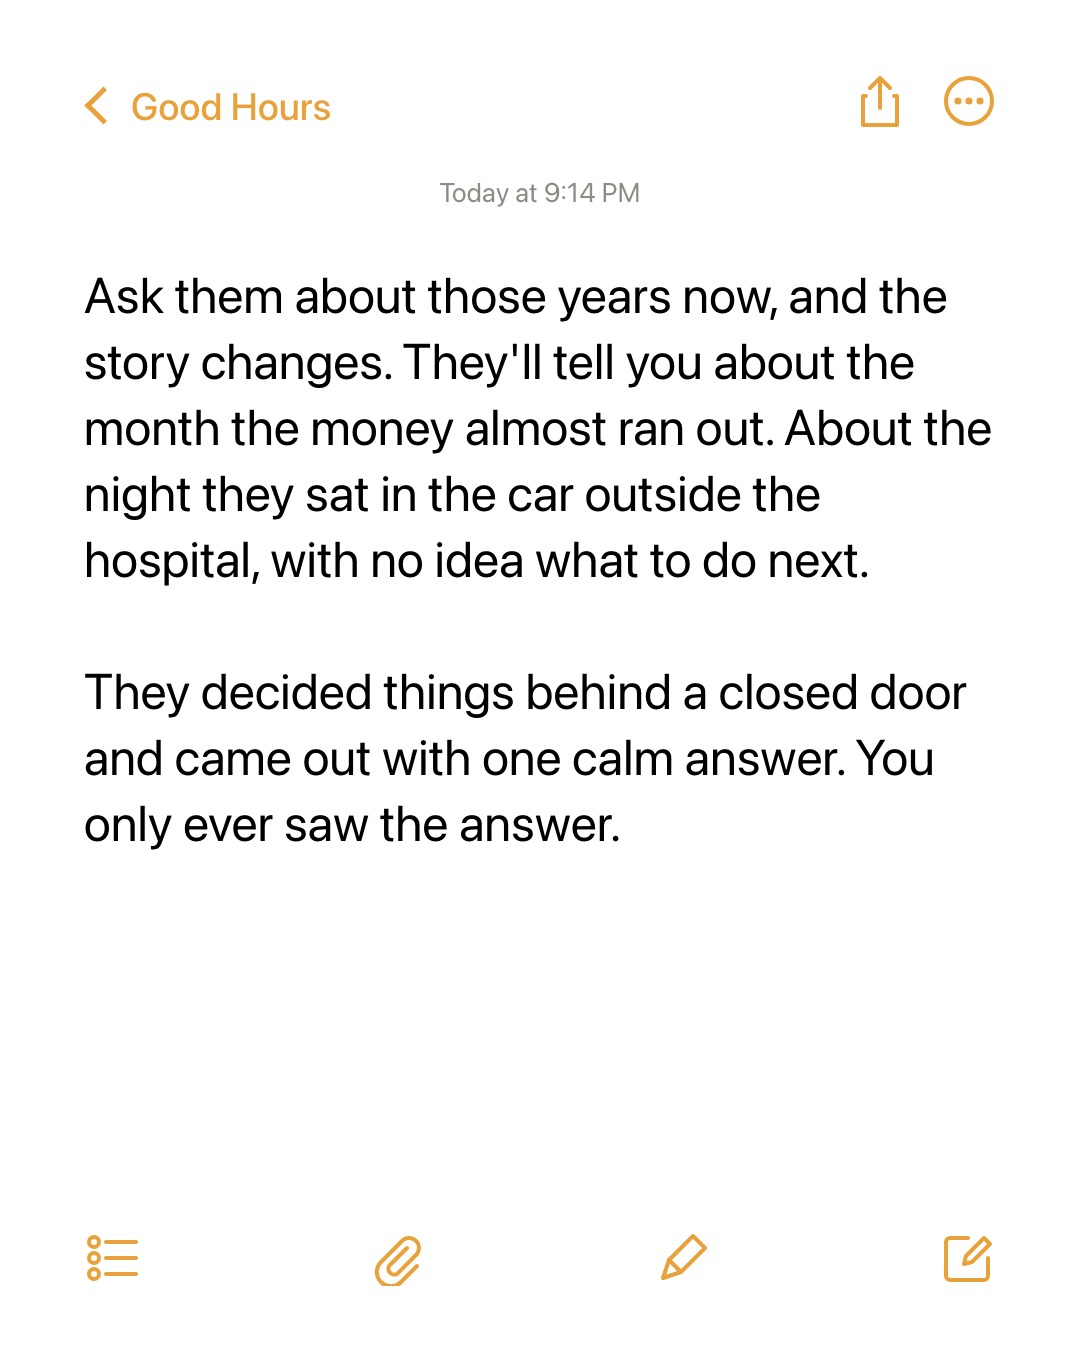 Good Hours
Today at 9:14 PM
Ask them about those years now, and the
story changes. They'll tell you about the
month the money almost ran out. About the
night they sat in the car outside the
hospital, with no idea what to do next.
They decided things behind a closed door
and came out with one calm answer. You
only ever saw the answer.